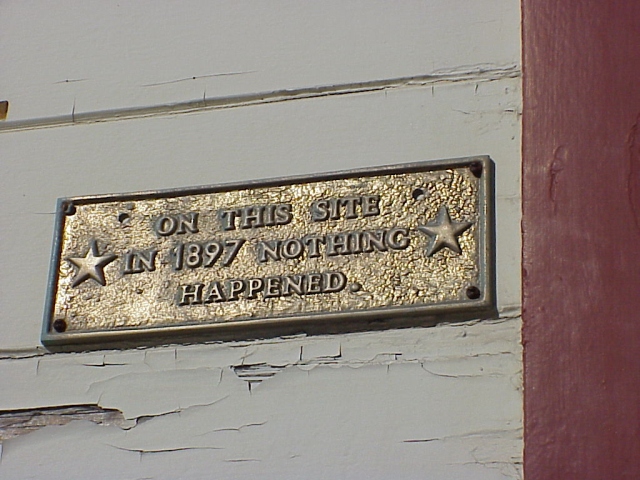 ON THIS SITE
IN 1897 NOTHING
HAPPENED.